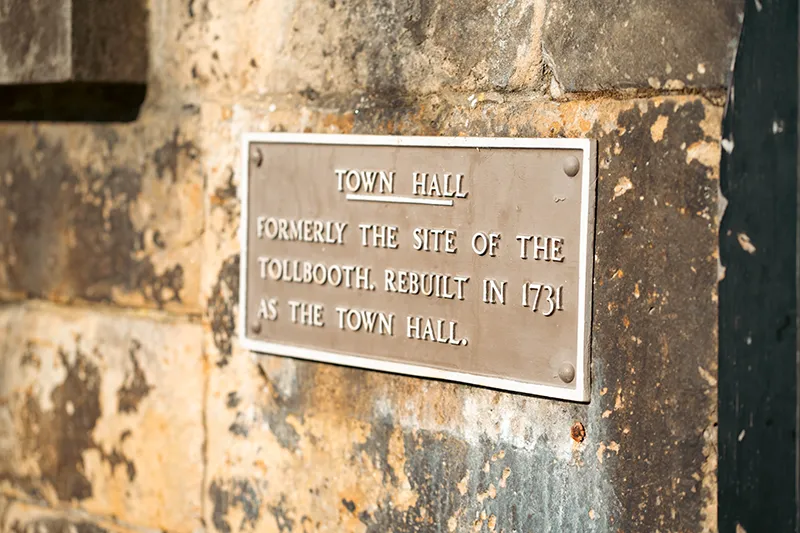 TOWN HALL
FORMERLY THE SITE OF THE
TOLLBOOTH. REBUILT IN 1731
AS THE TOWN HALL.